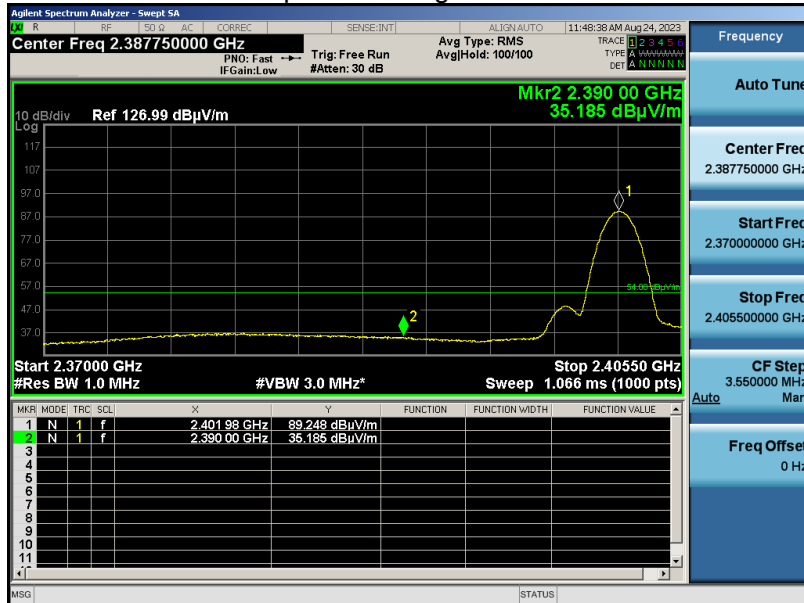 Agilent Spectrum Analyzer - Swept SA
LXI R RF 50 Ω AC CORREC SENSE:INT ALIGN AUTO 11:48:38 AM Aug 24, 2023
Center Freq 2.387750000 GHz
PNO: Fast
IFGain:Low
Trig: Free Run
#Atten: 30 dB
Avg Type: RMS
Avg|Hold: 100/100
TRACE 1 2 3 4 5 6
TYPE A WWWWW
DET A N N N N N
Mkr2 2.390 00 GHz
35.185 dBµV/m
10 dB/div Ref 126.99 dBµV/m
Log
117
107
97.0
87.0
77.0
67.0
57.0
47.0
37.0
1
54.00 dBµV/m
2
Start 2.37000 GHz Stop 2.40550 GHz
#Res BW 1.0 MHz #VBW 3.0 MHz* Sweep 1.066 ms (1000 pts)
MKR MODE TRC SCL X Y FUNCTION FUNCTION WIDTH FUNCTION VALUE
1 N 1 f 2.401 98 GHz 89.248 dBµV/m
2 N 1 f 2.390 00 GHz 35.185 dBµV/m
3
4
5
6
7
8
9
10
11
MSG STATUS
Frequency
Auto Tune
Center Freq
2.387750000 GHz
Start Freq
2.370000000 GHz
Stop Freq
2.405500000 GHz
CF Step
3.550000 MHz
Auto Man
Freq Offset
0 Hz